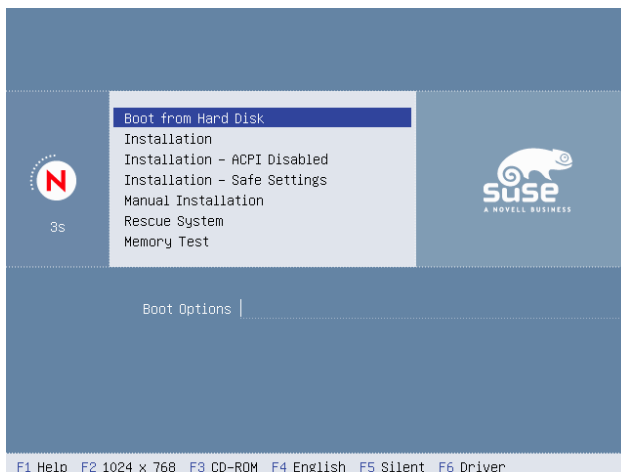 Boot from Hard Disk
Installation
Installation - ACPI Disabled
Installation - Safe Settings
Manual Installation
Rescue System
Memory Test
N
3s
SUSE
A NOVELL BUSINESS
Boot Options
F1 Help F2 1024 x 768 F3 CD-ROM F4 English F5 Silent F6 Driver